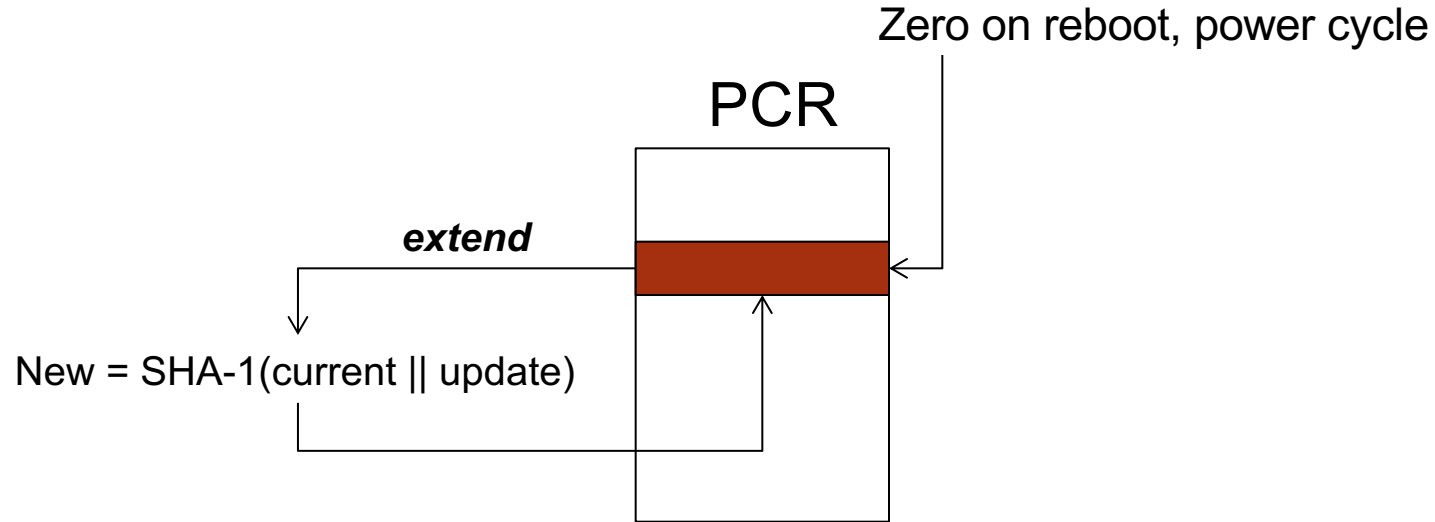 Zero on reboot, power cycle
PCR
extend
New = SHA-1(current || update)